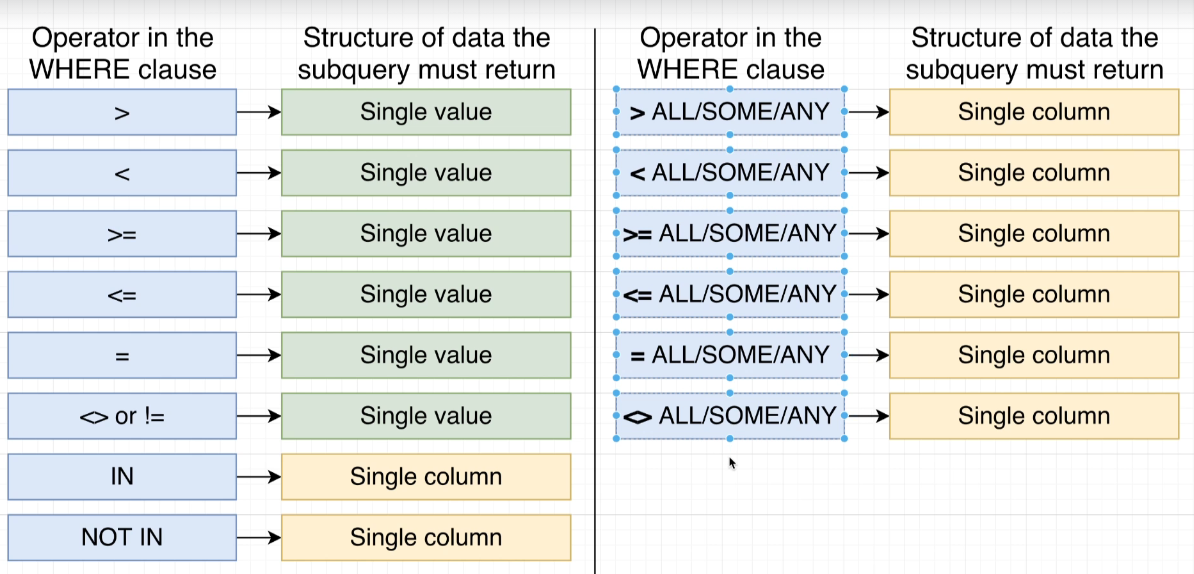 Operator in the
WHERE clause
Structure of data the
subquery must return
> Single value
< Single value
>= Single value
<= Single value
= Single value
<> or != Single value
IN Single column
NOT IN Single column
Operator in the
WHERE clause
Structure of data the
subquery must return
> ALL/SOME/ANY Single column
< ALL/SOME/ANY Single column
>= ALL/SOME/ANY Single column
<= ALL/SOME/ANY Single column
= ALL/SOME/ANY Single column
<> ALL/SOME/ANY Single column